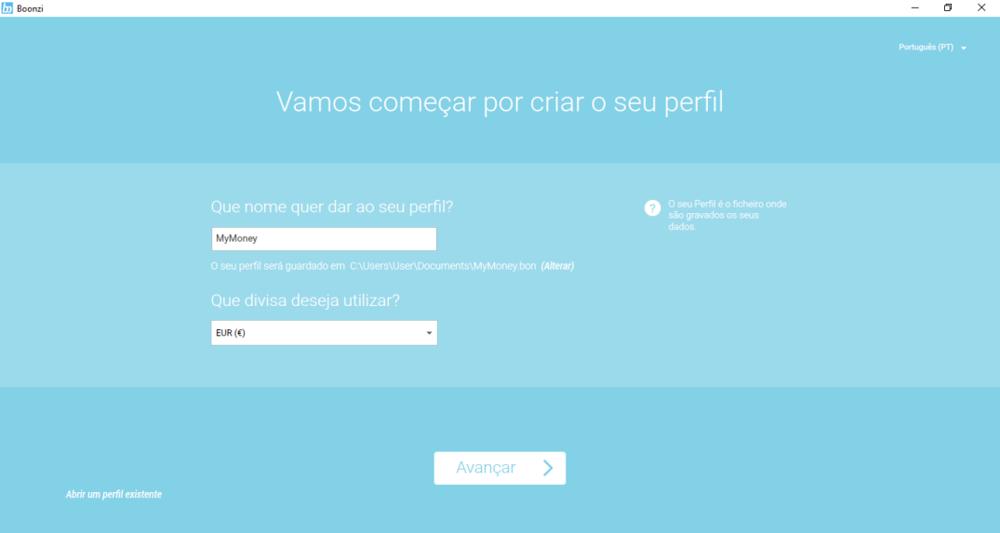 bo Boonzi
Português (PT)
Vamos começar por criar o seu perfil
Que nome quer dar ao seu perfil?
MyMoney
O seu perfil será guardado em C:\Users\User\Documents\MyMoney.bon (Alterar)
? O seu Perfil é o ficheiro onde
são gravados os seus
dados.
Que divisa deseja utilizar?
EUR (€)
Avançar
Abrir um perfil existente